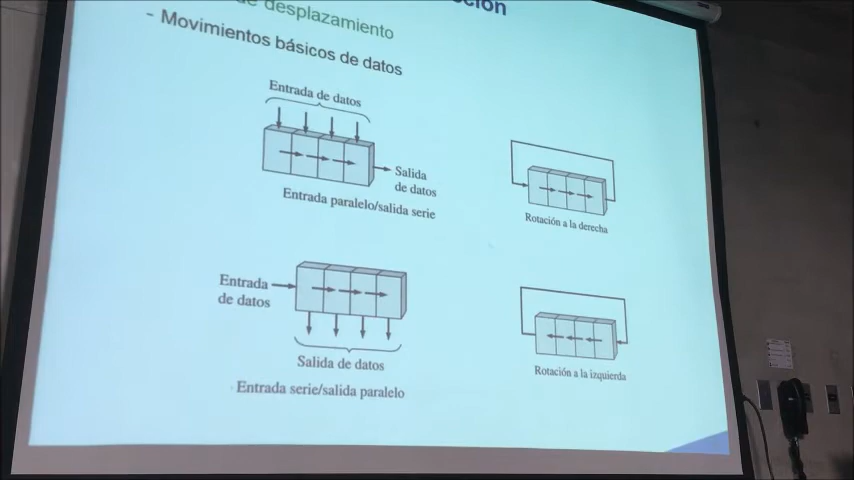 de desplazamiento
- Movimientos básicos de datos
Entrada de datos
Salida
de datos
Entrada paralelo/salida serie
Rotación a la derecha
Entrada
de datos
Salida de datos
Entrada serie/salida paralelo
Rotación a la izquierda